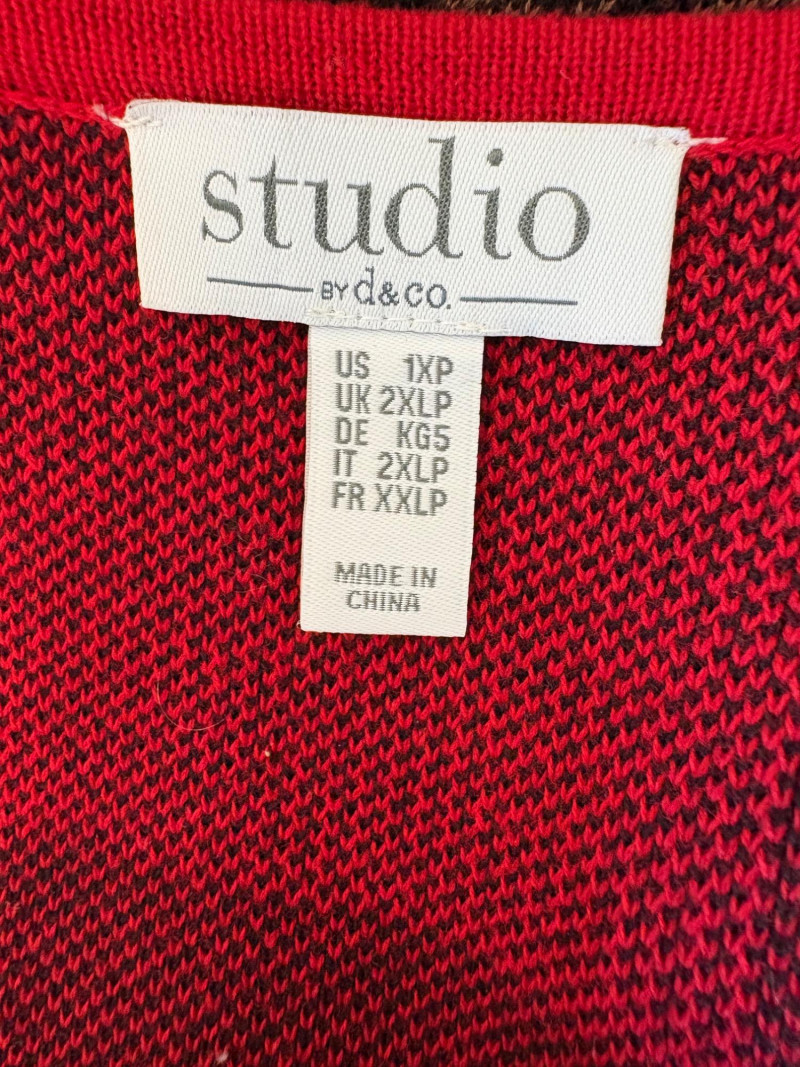 studio
BY d&co.
US 1XP
UK 2XLP
DE KG5
IT 2XLP
FR XXLP
MADE IN
CHINA